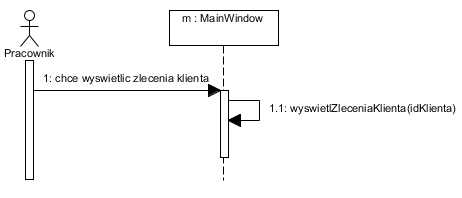 m : MainWindow
Pracownik
1: chce wyswietlic zlecenia klienta
1.1: wyswietlZleceniaKlienta(idKlienta)